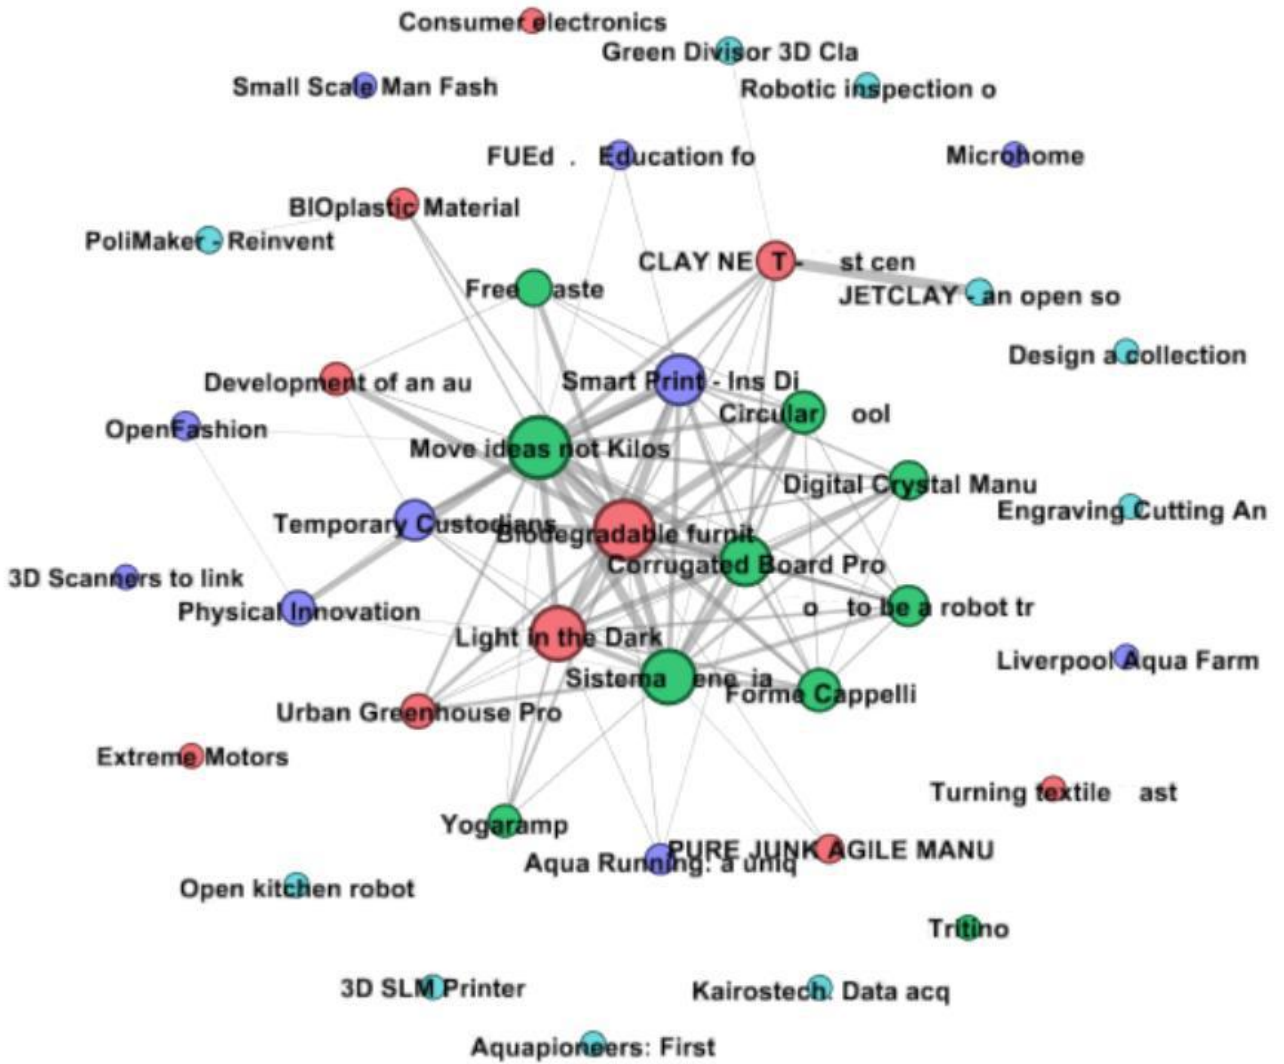 Consumer electronics
Green Divisor 3D Cla
Small Scale Man Fash
Robotic inspection o
FUEd . Education fo
Microhome
BIOplastic Material
PoliMaker - Reinvent
CLAY NE T - st cen
Free aste
JETCLAY - an open so
Design a collection
Development of an au
Smart Print - Ins Di
Circular ool
OpenFashion
Move ideas not Kilos
Digital Crystal Manu
Engraving Cutting An
Temporary Custodians
Biodegradable furnit
Corrugated Board Pro
3D Scanners to link
Physical Innovation
o to be a robot tr
Light in the Dark
Liverpool Aqua Farm
Sistema ene ia
Forme Cappelli
Urban Greenhouse Pro
Extreme Motors
Turning textile ast
Yogaramp
PURE JUNK AGILE MANU
Aqua Running: a uniq
Open kitchen robot
Tritino
3D SLM Printer
Kairostech. Data acq
Aquapioneers: First